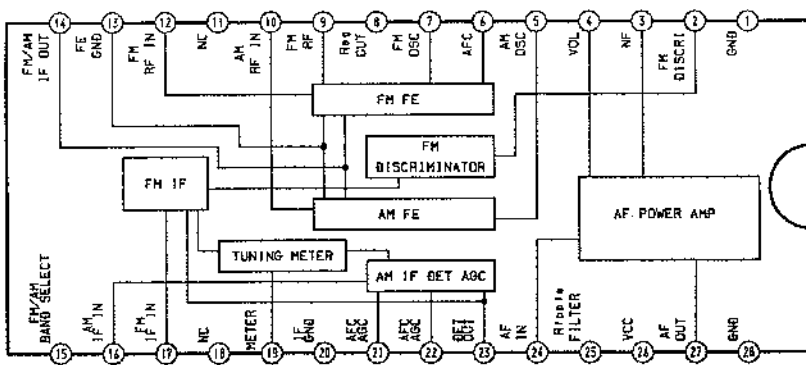 14 13 12 11 10 9 8 7 6 5 4 3 2 1
FM/AM
IF OUT
FE
GND
FM
RF IN
NC
AM
RF IN
FM
RF
Reg
OUT
FM
OSC
AFC
AM
OSC
VOL
NF
FM
DISCRI
GND
FM FE
FM
DISCRIMINATOR
FM IF
AM FE
AF POWER AMP
TUNING METER
AM IF DET AGC
FM/AM
BAND SELECT
AM
IF IN
FM
IF IN
NC
METER
IF
GND
AFC
AGC
AFC
AGC
DET
OUT
AF
IN
Ripple
FILTER
VCC
AF
OUT
GND
15 16 17 18 19 20 21 22 23 24 25 26 27 28